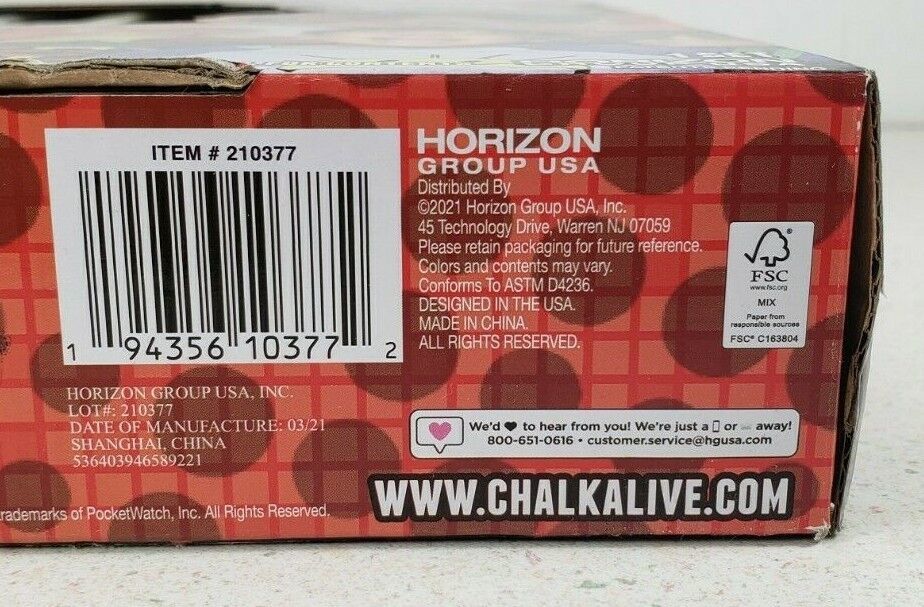 ITEM # 210377
1 94356 10377 2
HORIZON GROUP USA, INC.
LOT#: 210377
DATE OF MANUFACTURE: 03/21
SHANGHAI, CHINA
536403946589221
of PocketWatch, Inc. All Rights Reserved.
HORIZON
GROUP USA
Distributed By
©2021 Horizon Group USA, Inc.
45 Technology Drive, Warren NJ 07059
Please retain packaging for future reference.
Colors and contents may vary.
Conforms To ASTM D4236.
DESIGNED IN THE USA.
MADE IN CHINA.
ALL RIGHTS RESERVED.
FSC
www.fsc.org
MIX
Paper from
responsible sources
FSC® C163804
We'd ♥ to hear from you! We're just a or away!
800-651-0616 • customer.service@hgusa.com
WWW.CHALKALIVE.COM